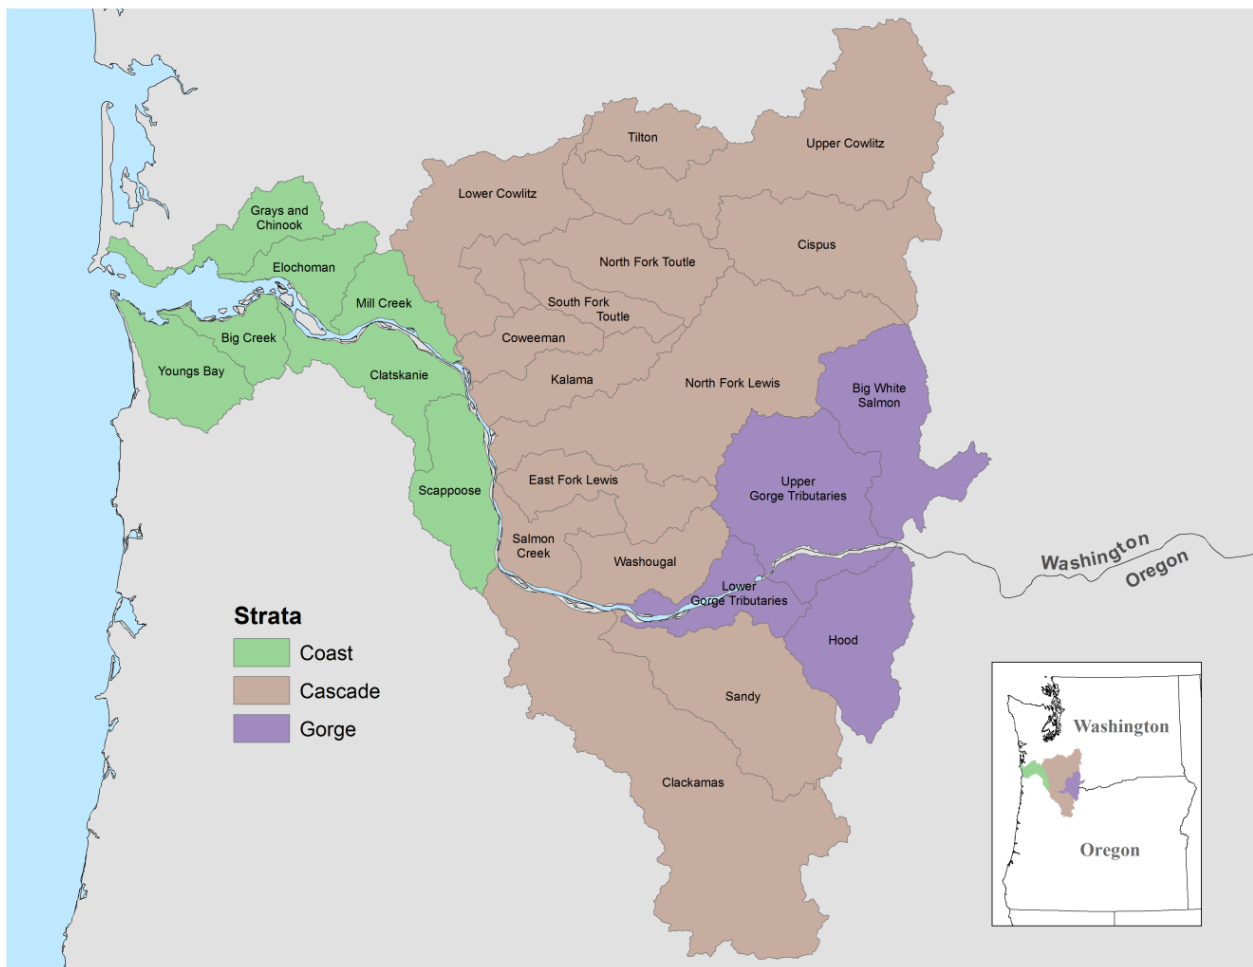 Tilton
Upper Cowlitz
Lower Cowlitz
Grays and
Chinook
Cispus
North Fork Toutle
Elochoman
South Fork
Toutle
Mill Creek
Coweeman
Big Creek
Youngs Bay
Clatskanie
Kalama
North Fork Lewis
Big White
Salmon
East Fork Lewis
Scappoose
Upper
Gorge Tributaries
Salmon
Creek
Washougal
Washington
Oregon
Lower
Gorge Tributaries
Hood
Sandy
Clackamas
Strata
Coast
Cascade
Gorge
Washington
Oregon